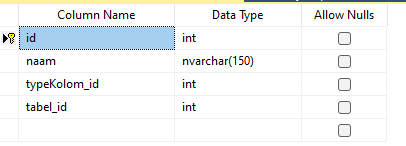 Column Name Data Type Allow Nulls
id int
naam nvarchar(150)
typeKolom_id int
tabel_id int